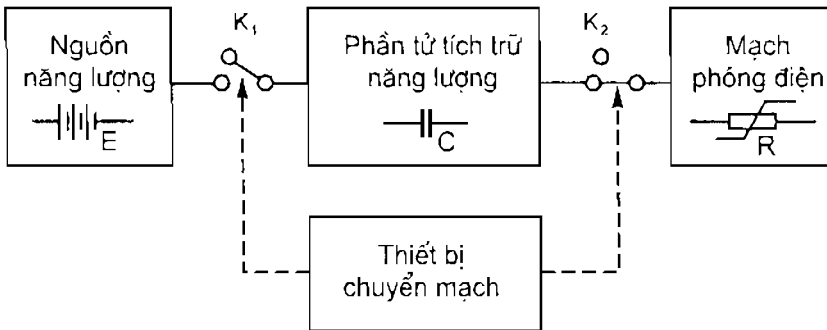 Nguồn
năng lượng
E
K₁
Phần tử tích trữ
năng lượng
C
K₂
Mạch
phóng điện
R
Thiết bị
chuyển mạch